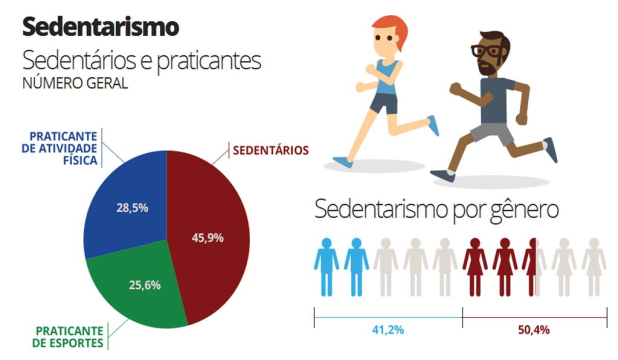 Sedentarismo
Sedentários e praticantes
NÚMERO GERAL
PRATICANTE
DE ATIVIDADE
FÍSICA
SEDENTÁRIOS
28,5%
45,9%
25,6%
PRATICANTE
DE ESPORTES
Sedentarismo por gênero
41,2%
50,4%